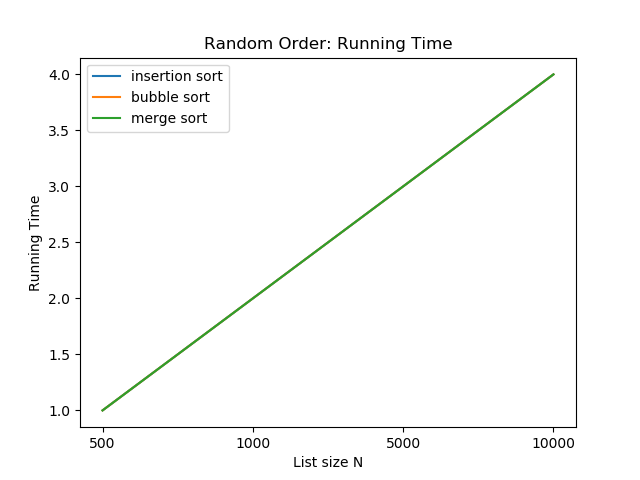 Random Order: Running Time
insertion sort
bubble sort
merge sort
4.0
3.5
3.0
2.5
2.0
1.5
1.0
Running Time
500 1000 5000 10000
List size N